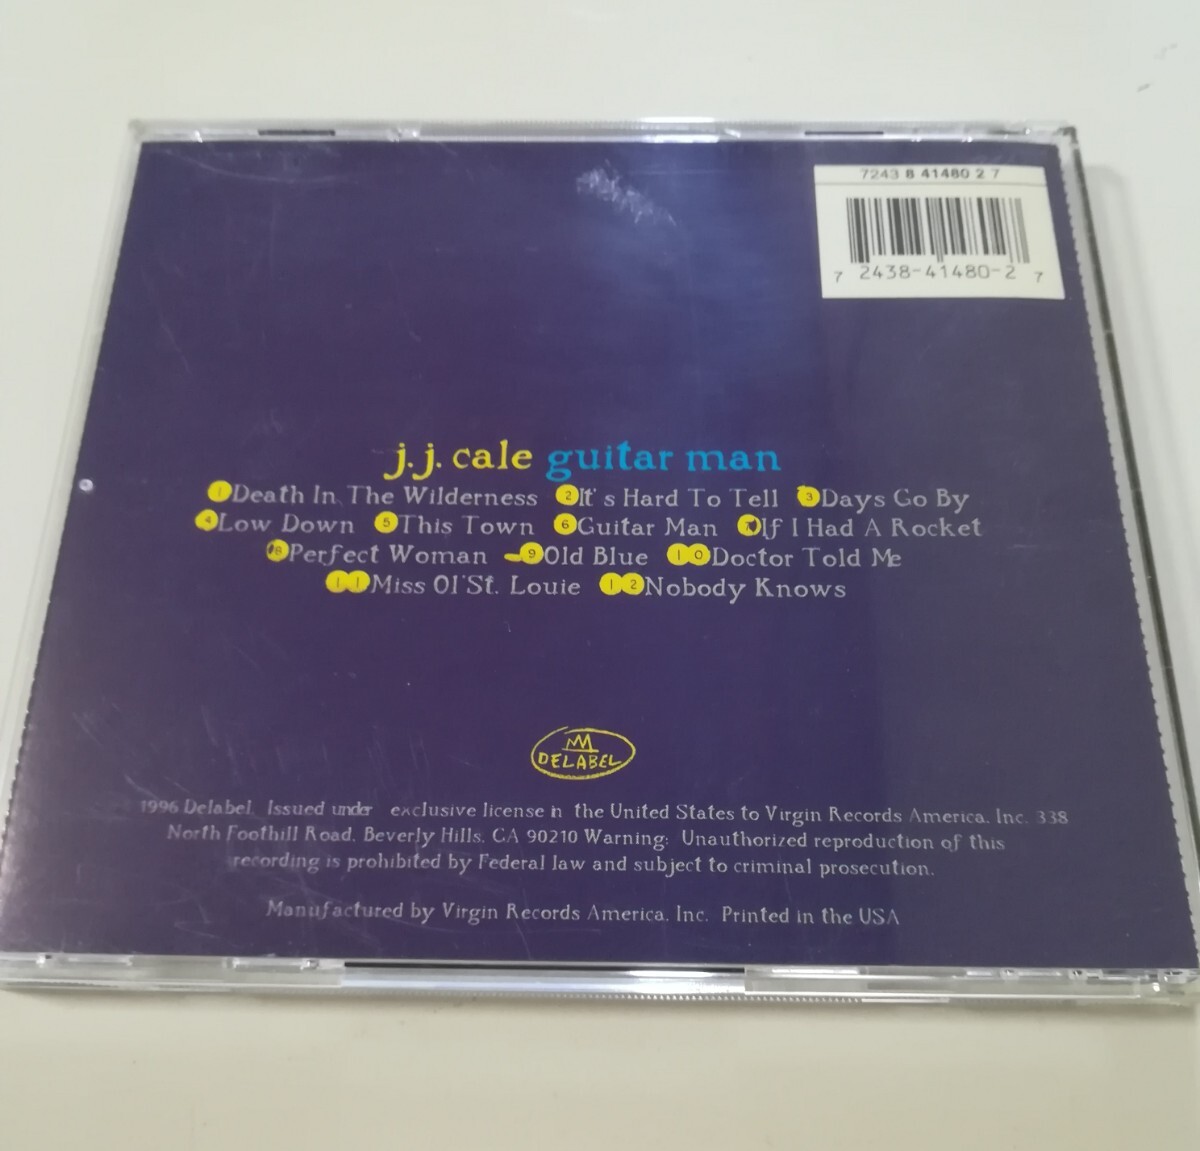 7243 8 41480 2 7
7 2438-41480-2 7
j.j. cale guitar man
1 Death In The Wilderness 2 It's Hard To Tell 3 Days Go By
4 Low Down 5 This Town 6 Guitar Man 7 If I Had A Rocket
8 Perfect Woman 9 Old Blue 10 Doctor Told Me
11 Miss Ol' St. Louie 12 Nobody Knows
DELABEL
1996 Delabel. Issued under exclusive license in the United States to Virgin Records America, Inc. 338
North Foothill Road, Beverly Hills, CA 90210 Warning: Unauthorized reproduction of this
recording is prohibited by Federal law and subject to criminal prosecution.
Manufactured by Virgin Records America, Inc. Printed in the USA